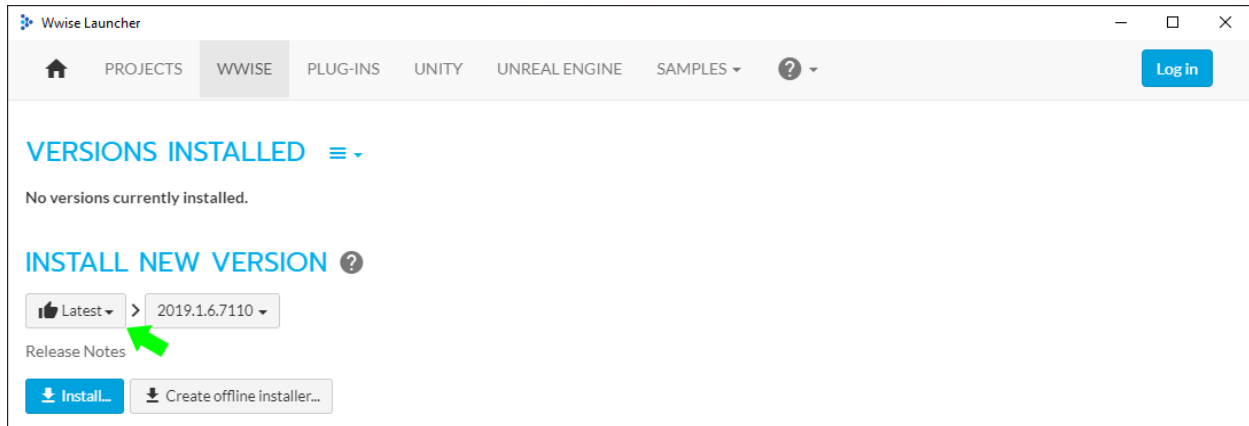 Wwise Launcher
PROJECTS WWISE PLUG-INS UNITY UNREAL ENGINE SAMPLES ? Log in
VERSIONS INSTALLED
No versions currently installed.
INSTALL NEW VERSION ?
Latest > 2019.1.6.7110
Release Notes
Install... Create offline installer...